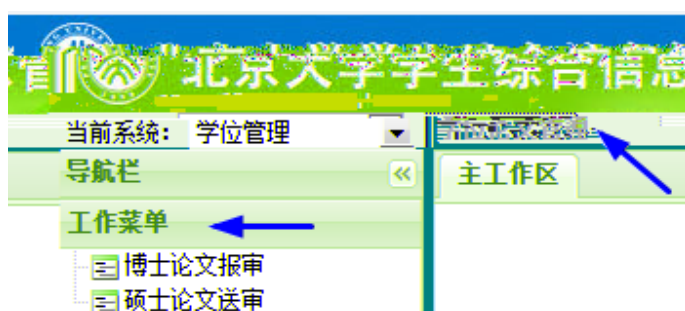 北京大学学生综合信息
当前系统： 学位管理
导航栏
主工作区
工作菜单
博士论文报审
硕士论文送审